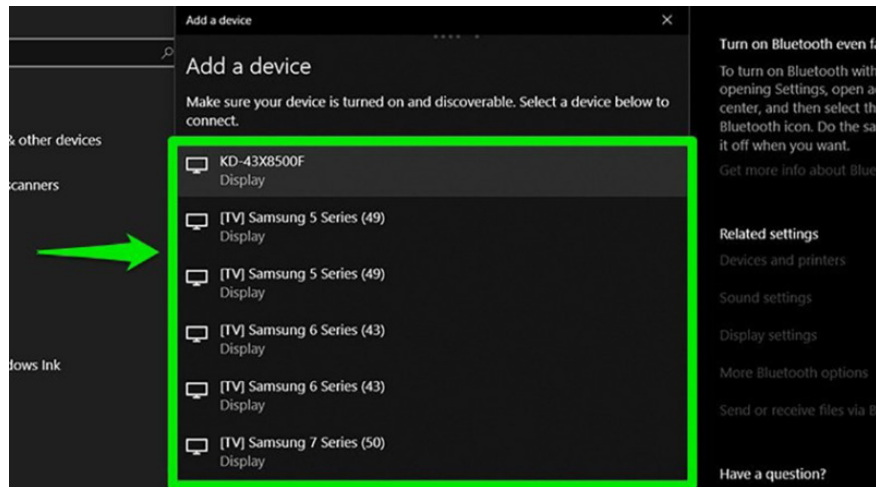 Add a device
Add a device
Make sure your device is turned on and discoverable. Select a device below to
connect.
KD-43X8500F
Display
[TV] Samsung 5 Series (49)
Display
[TV] Samsung 5 Series (49)
Display
[TV] Samsung 6 Series (43)
Display
[TV] Samsung 6 Series (43)
Display
[TV] Samsung 7 Series (50)
Display
& other devices
scanners
dows Ink
Turn on Bluetooth even
To turn on Bluetooth with
opening Settings, open
center, and then select
Bluetooth icon. Do the
it off when you want.
Get more info about
Related settings
Devices and printers
Sound settings
Display settings
More Bluetooth options
Send or receive files via
Have a question?